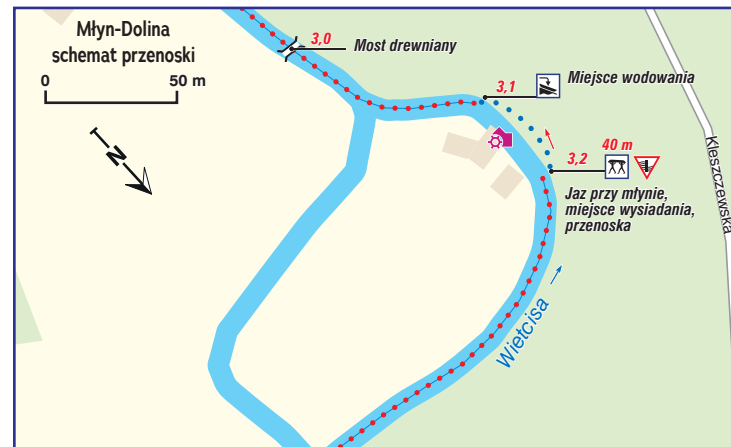 Młyn-Dolina
schemat przenoski
0 50 m
N
3,0
Most drewniany
3,1
Miejsce wodowania
40 m
3,2
Jaz przy młynie,
miejsce wysiadania,
przenoska
Kleszczewska
Wietcisa